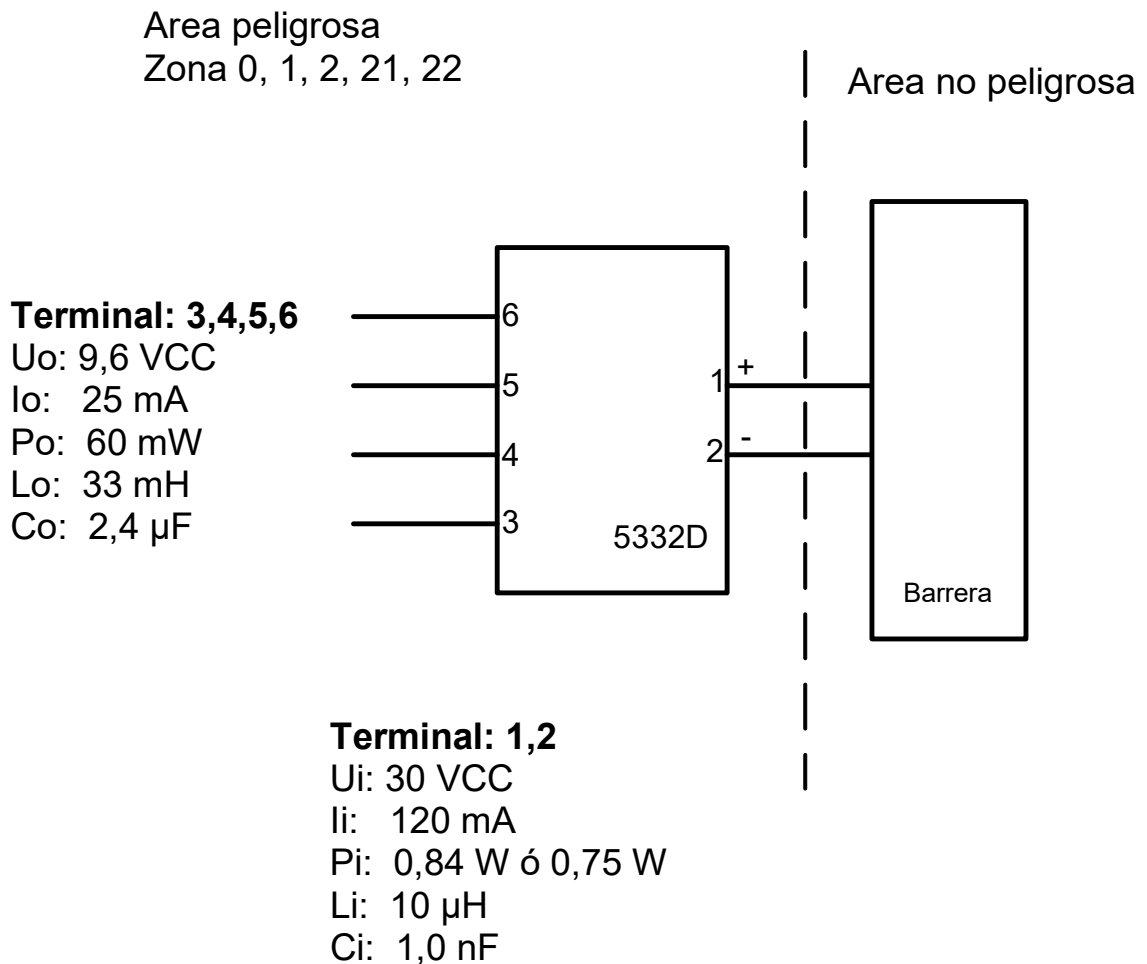 Area peligrosa
Zona 0, 1, 2, 21, 22
Area no peligrosa
Terminal: 3,4,5,6
Uo: 9,6 VCC
Io: 25 mA
Po: 60 mW
Lo: 33 mH
Co: 2,4 µF
6
5
4
3
1
+
2
-
5332D
Barrera
Terminal: 1,2
Ui: 30 VCC
Ii: 120 mA
Pi: 0,84 W ó 0,75 W
Li: 10 µH
Ci: 1,0 nF